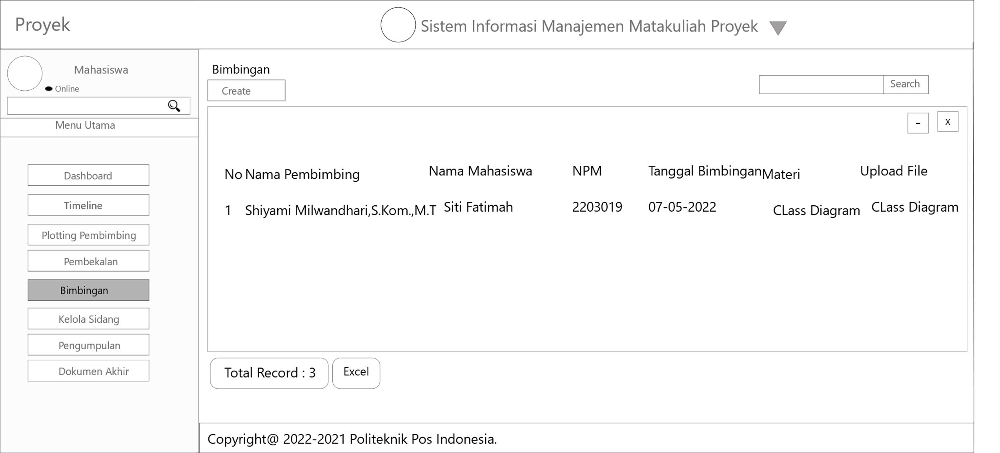 Proyek
Sistem Informasi Manajemen Matakuliah Proyek
Mahasiswa
Online
Menu Utama
Dashboard
Timeline
Plotting Pembimbing
Pembekalan
Bimbingan
Kelola Sidang
Pengumpulan
Dokumen Akhir
Bimbingan
Create
Search
- X
No Nama Pembimbing Nama Mahasiswa NPM Tanggal Bimbingan Materi Upload File
1 Shiyami Milwandhari,S.Kom.,M.T Siti Fatimah 2203019 07-05-2022 CLass Diagram CLass Diagram
Total Record : 3 Excel
Copyright@ 2022-2021 Politeknik Pos Indonesia.